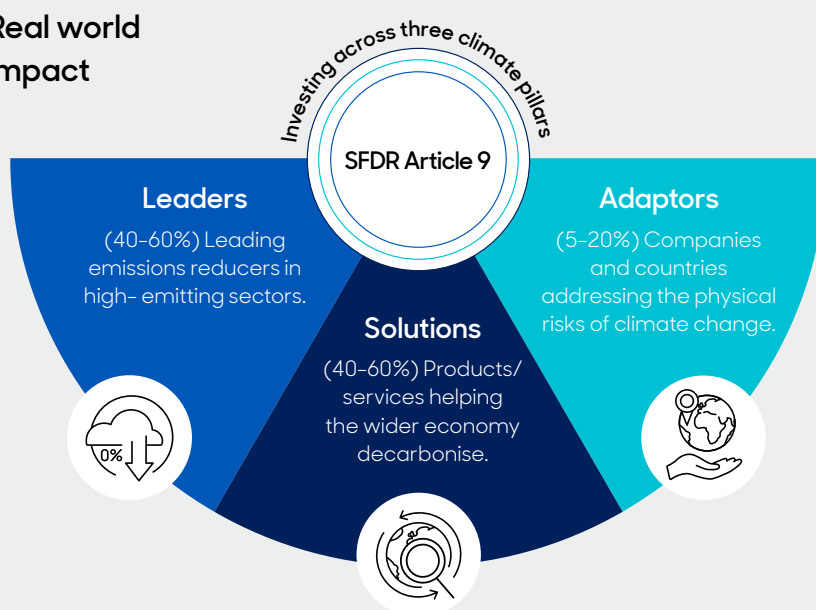 Real world
impact
Investing across three climate pillars
SFDR Article 9
Leaders
(40-60%) Leading
emissions reducers in
high- emitting sectors.
0%
Solutions
(40-60%) Products/
services helping
the wider economy
decarbonise.
Adaptors
(5-20%) Companies
and countries
addressing the physical
risks of climate change.